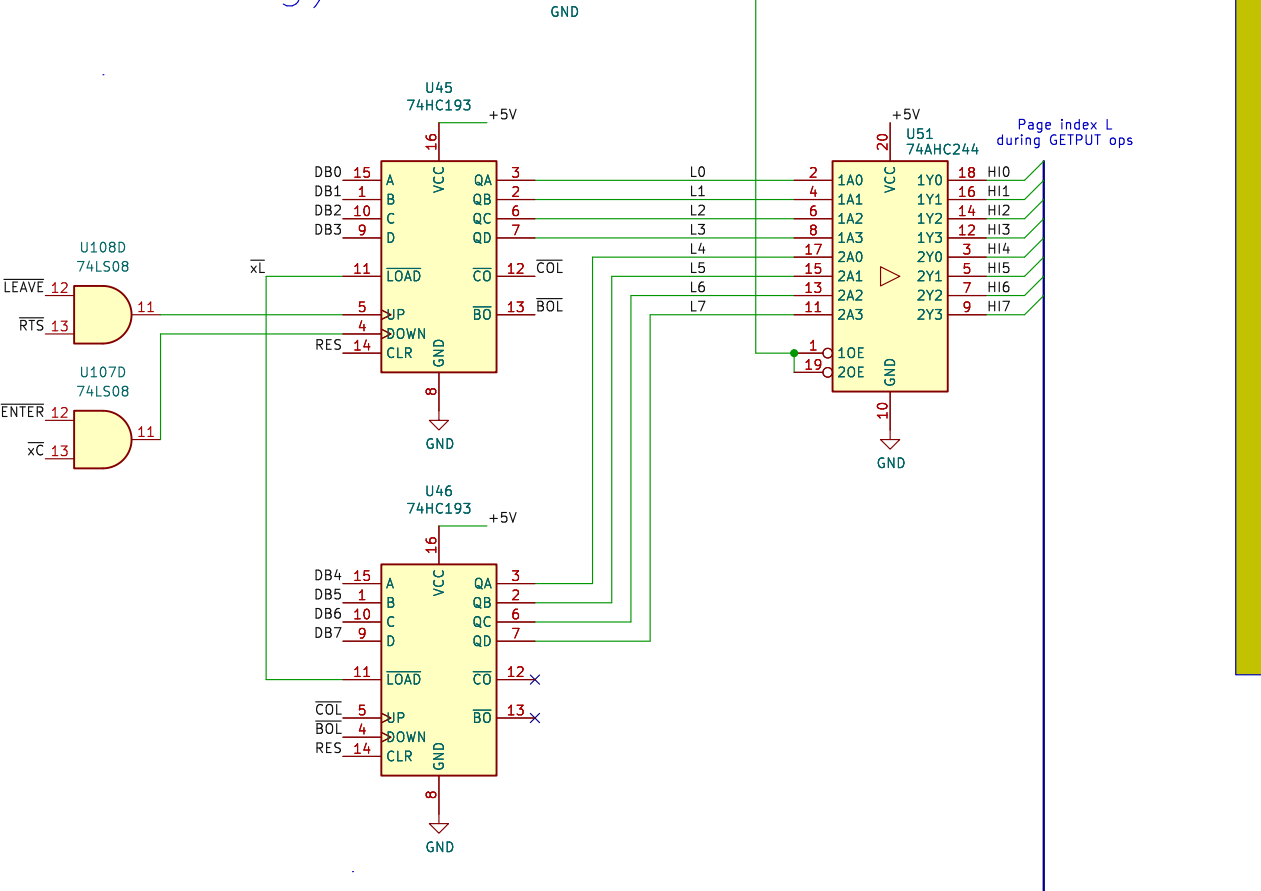 GND
U45
74HC193
+5V
16
VCC
DB0 15 A
DB1 1 B
DB2 10 C
DB3 9 D
xL 11 LOAD
5 UP
4 DOWN
RES 14 CLR
GND
8
GND
QA 3
QB 2
QC 6
QD 7
CO 12 COL
BO 13 BOL
U108D
74LS08
LEAVE 12
RTS 13
11
U107D
74LS08
ENTER 12
xC 13
11
L0
L1
L2
L3
L4
L5
L6
L7
+5V
U51
74AHC244
20
VCC
2 1A0
4 1A1
6 1A2
8 1A3
17 2A0
15 2A1
13 2A2
11 2A3
1 1OE
19 2OE
GND
10
GND
1Y0 18 HI0
1Y1 16 HI1
1Y2 14 HI2
1Y3 12 HI3
2Y0 3 HI4
2Y1 5 HI5
2Y2 7 HI6
2Y3 9 HI7
Page index L
during GETPUT ops
U46
74HC193
+5V
16
VCC
DB4 15 A
DB5 1 B
DB6 10 C
DB7 9 D
11 LOAD
COL 5 UP
BOL 4 DOWN
RES 14 CLR
GND
8
GND
QA 3
QB 2
QC 6
QD 7
CO 12
BO 13